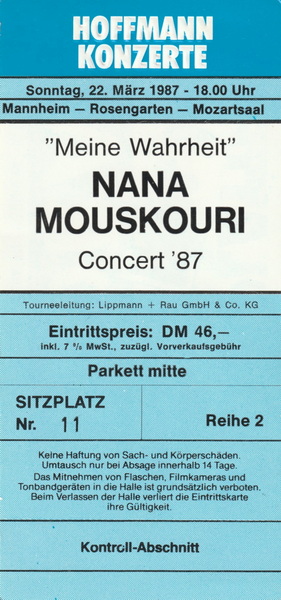 HOFFMANN
KONZERTE
Sonntag, 22. März 1987 - 18.00 Uhr
Mannheim – Rosengarten – Mozartsaal
"Meine Wahrheit"
NANA
MOUSKOURI
Concert '87
Tourneeleitung: Lippmann + Rau GmbH & Co. KG
Eintrittspreis: DM 46,–
inkl. 7 % MwSt., zuzügl. Vorverkaufsgebühr
Parkett mitte
SITZPLATZ
Nr. 11 Reihe 2
Keine Haftung von Sach- und Körperschäden.
Umtausch nur bei Absage innerhalb 14 Tage.
Das Mitnehmen von Flaschen, Filmkameras und
Tonbandgeräten in die Halle ist grundsätzlich verboten.
Beim Verlassen der Halle verliert die Eintrittskarte
ihre Gültigkeit.
Kontroll-Abschnitt